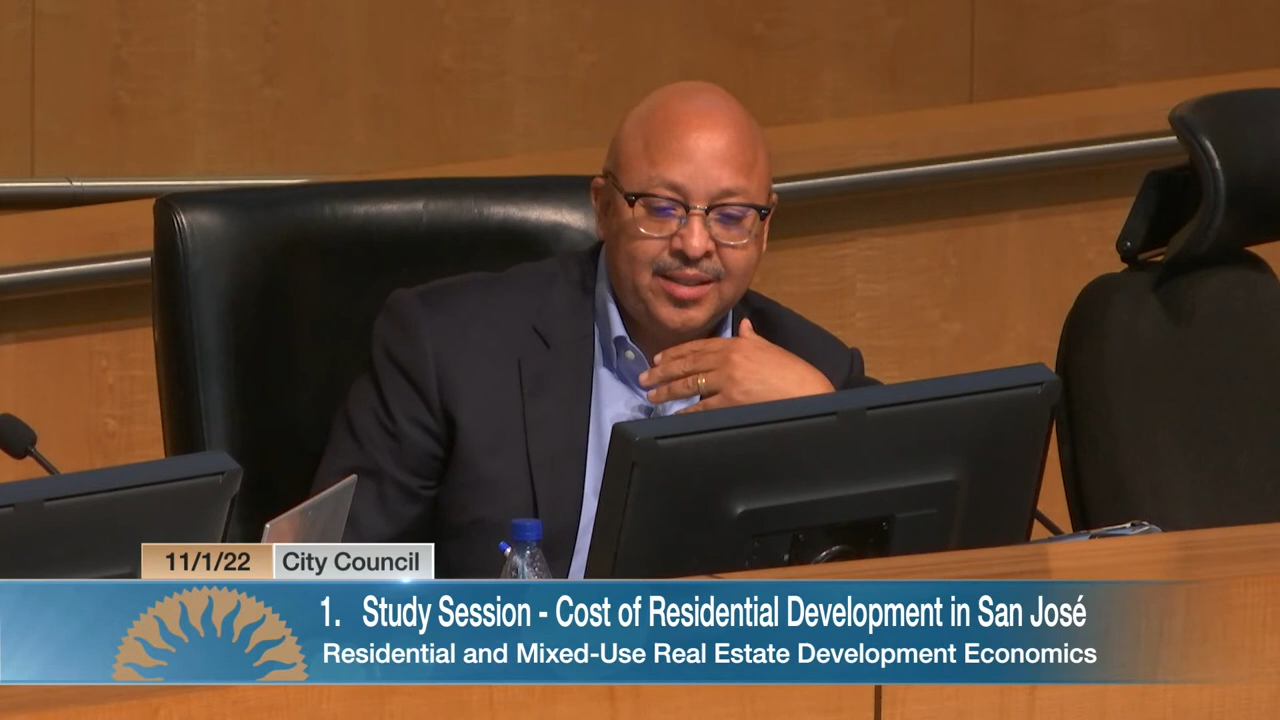 11/1/22 City Council
1. Study Session - Cost of Residential Development in San José
Residential and Mixed-Use Real Estate Development Economics